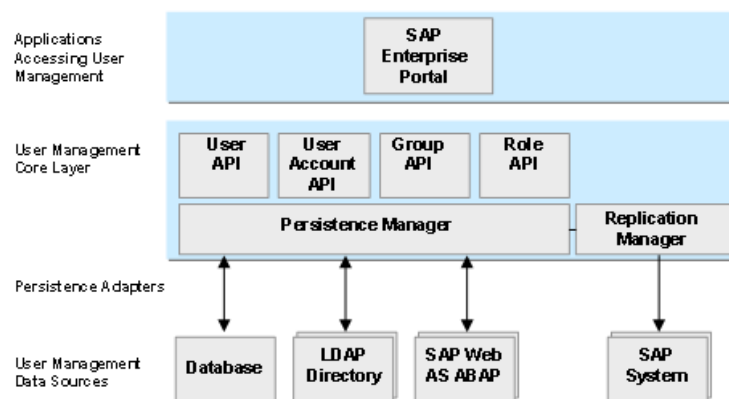 Applications
Accessing User
Management
SAP
Enterprise
Portal
User Management
Core Layer
User
API
User
Account
API
Group
API
Role
API
Persistence Manager
Replication
Manager
Persistence Adapters
User Management
Data Sources
Database
LDAP
Directory
SAP Web
AS ABAP
SAP
System